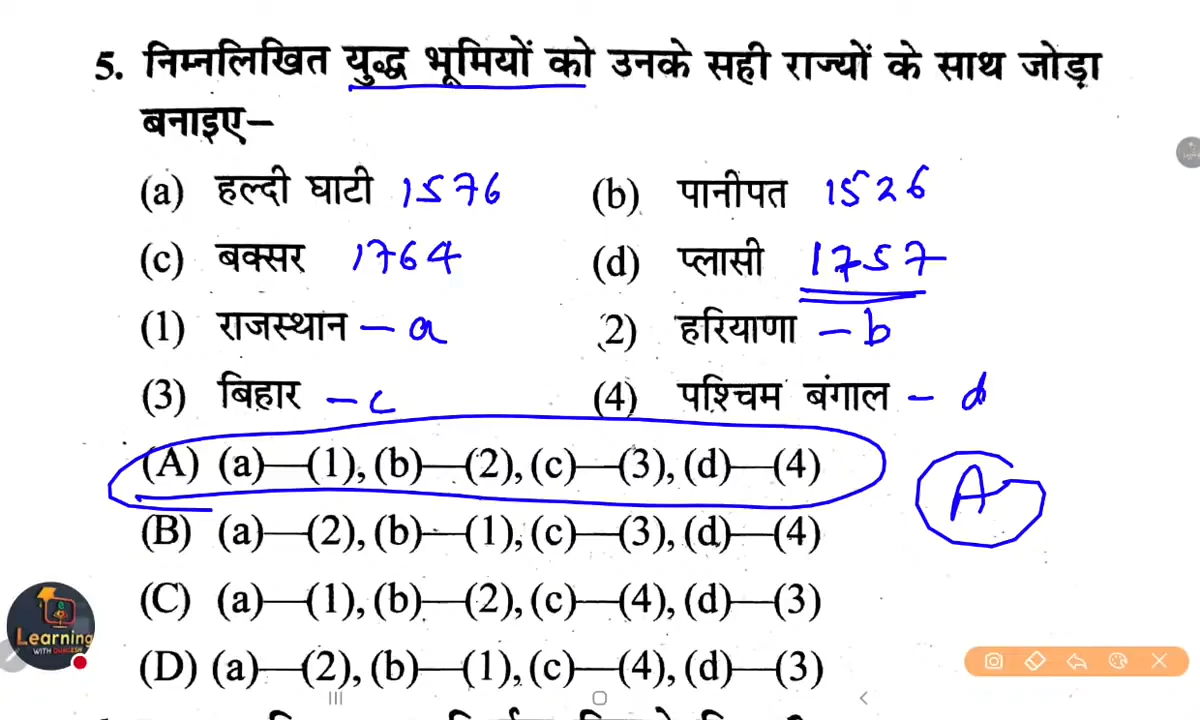 5. निम्नलिखित युद्ध भूमियों को उनके सही राज्यों के साथ जोड़ा
बनाइए–
(a) हल्दी घाटी 1576 (b) पानीपत 1526
(c) बक्सर 1764 (d) प्लासी 1757
(1) राजस्थान – a 2) हरियाणा – b
(3) बिहार – c (4) पश्चिम बंगाल – d
(A) (a)—(1), (b)—(2), (c)—(3), (d)—(4)
A
(B) (a)—(2), (b)—(1), (c)—(3), (d)—(4)
(C) (a)—(1), (b)—(2), (c)—(4), (d)—(3)
(D) (a)—(2), (b)—(1), (c)—(4), (d)—(3)
Learning
WITH DURGESH